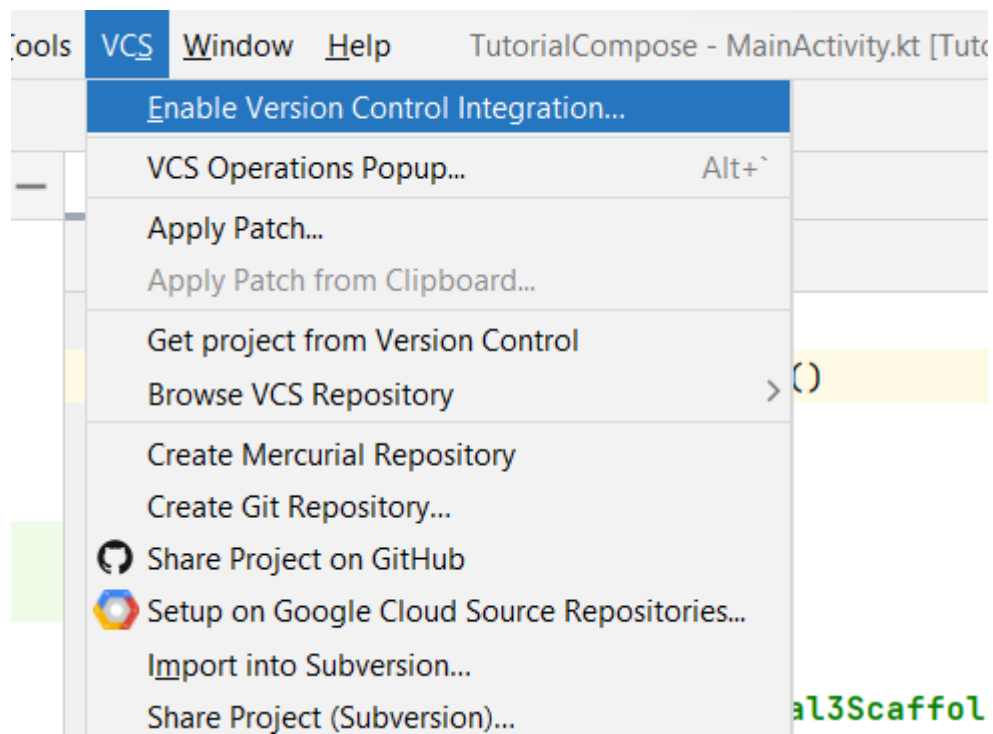 ools VCS Window Help TutorialCompose - MainActivity.kt [Tuto
Enable Version Control Integration...
VCS Operations Popup... Alt+`
Apply Patch...
Apply Patch from Clipboard...
Get project from Version Control
()
Browse VCS Repository
Create Mercurial Repository
Create Git Repository...
Share Project on GitHub
Setup on Google Cloud Source Repositories...
Import into Subversion...
al3Scaffol
Share Project (Subversion)...